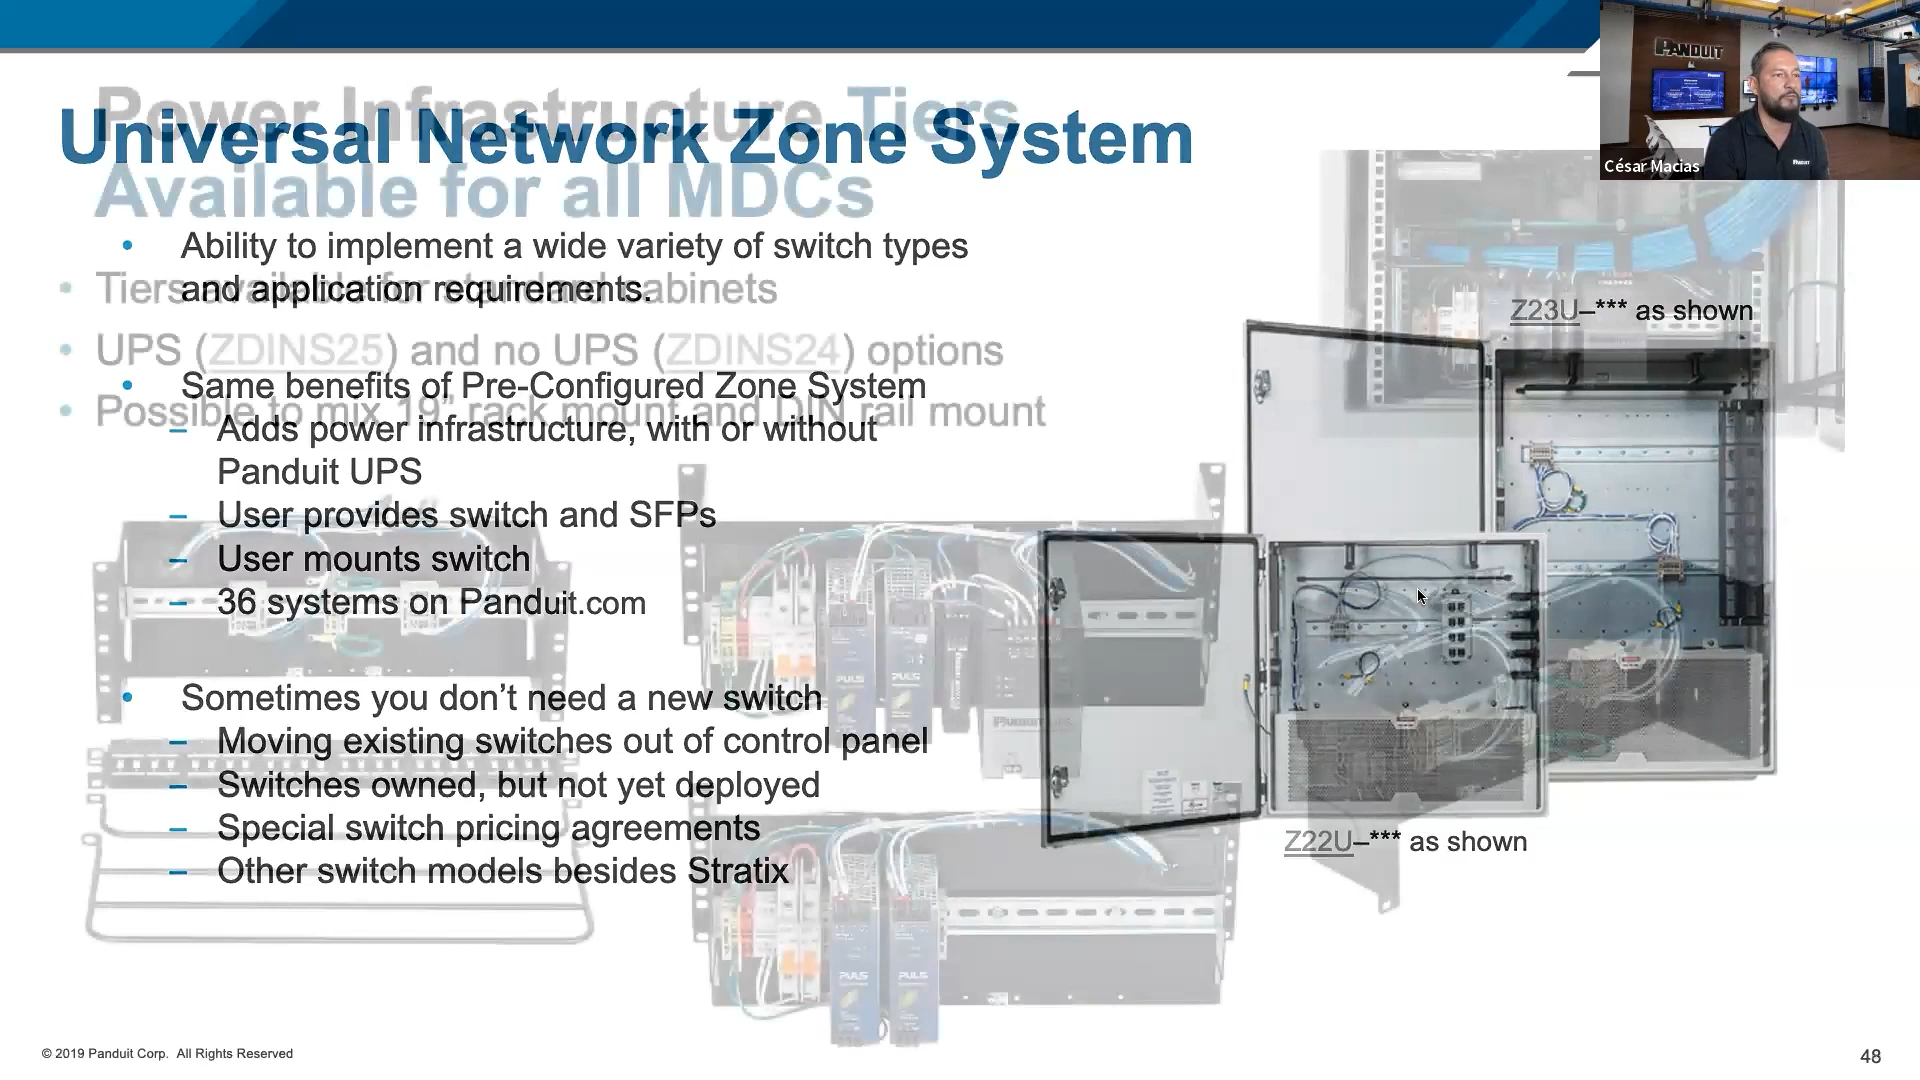 PANDUIT
César Macias
Power Infrastructure Tiers
Available for all MDCs
Universal Network Zone System
• Ability to implement a wide variety of switch types
and application requirements.
• Tiers available for standard cabinets
• UPS (ZDINS25) and no UPS (ZDINS24) options
• Possible to mix 19” rack mount and DIN rail mount
• Same benefits of Pre-Configured Zone System
– Adds power infrastructure, with or without
Panduit UPS
– User provides switch and SFPs
– User mounts switch
– 36 systems on Panduit.com
• Sometimes you don’t need a new switch
– Moving existing switches out of control panel
– Switches owned, but not yet deployed
– Special switch pricing agreements
– Other switch models besides Stratix
Z23U–*** as shown
Z22U–*** as shown
PULS
PULS
PANDUIT
PULS
PULS
© 2019 Panduit Corp. All Rights Reserved
48